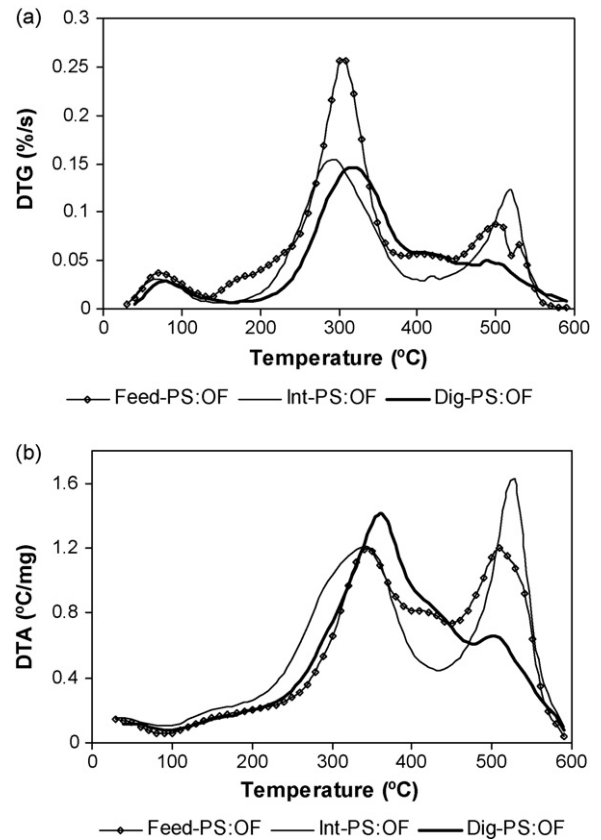 (a)
0.3
0.25
0.2
0.15
0.1
0.05
0
DTG (%/s)
0 100 200 300 400 500 600
Temperature (ºC)
Feed-PS:OF Int-PS:OF Dig-PS:OF
(b)
1.6
1.2
0.8
0.4
0
DTA (ºC/mg)
0 100 200 300 400 500 600
Temperature (ºC)
Feed-PS:OF Int-PS:OF Dig-PS:OF